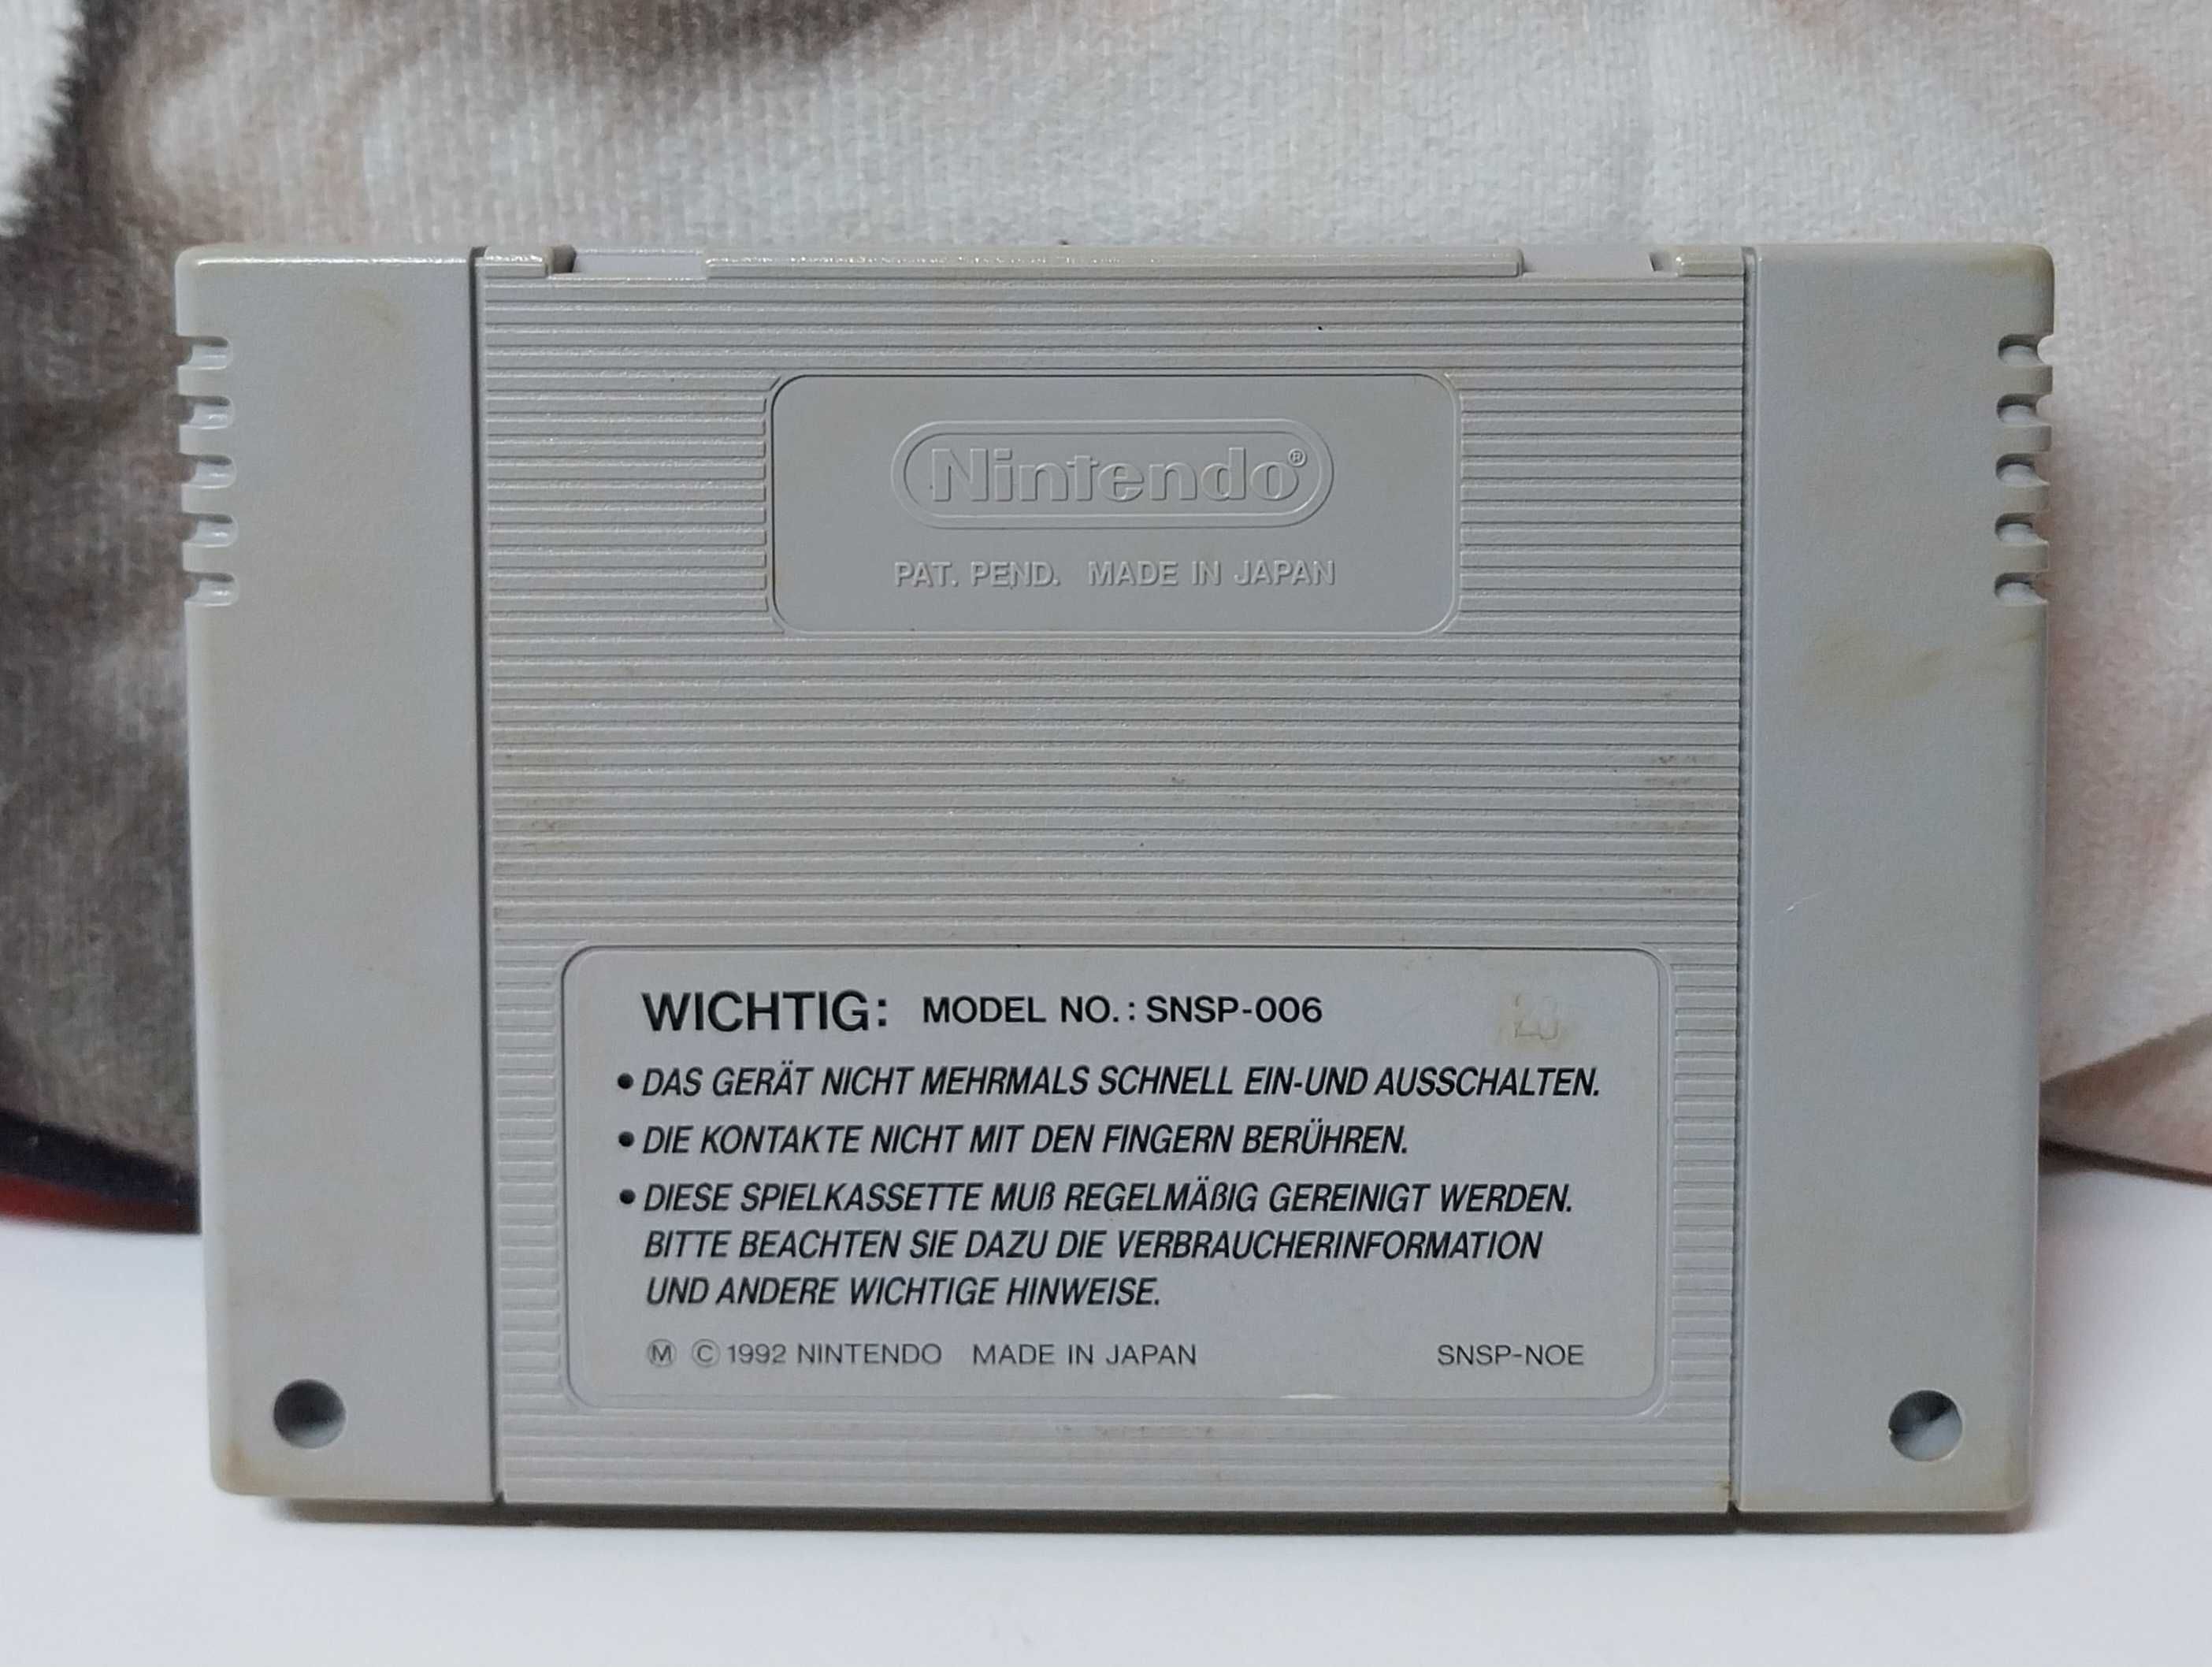 Nintendo®
PAT. PEND. MADE IN JAPAN
WICHTIG: MODEL NO.: SNSP-006
20
• DAS GERÄT NICHT MEHRMALS SCHNELL EIN-UND AUSSCHALTEN.
• DIE KONTAKTE NICHT MIT DEN FINGERN BERÜHREN.
• DIESE SPIELKASSETTE MUß REGELMÄßIG GEREINIGT WERDEN.
BITTE BEACHTEN SIE DAZU DIE VERBRAUCHERINFORMATION
UND ANDERE WICHTIGE HINWEISE.
Ⓜ © 1992 NINTENDO MADE IN JAPAN SNSP-NOE